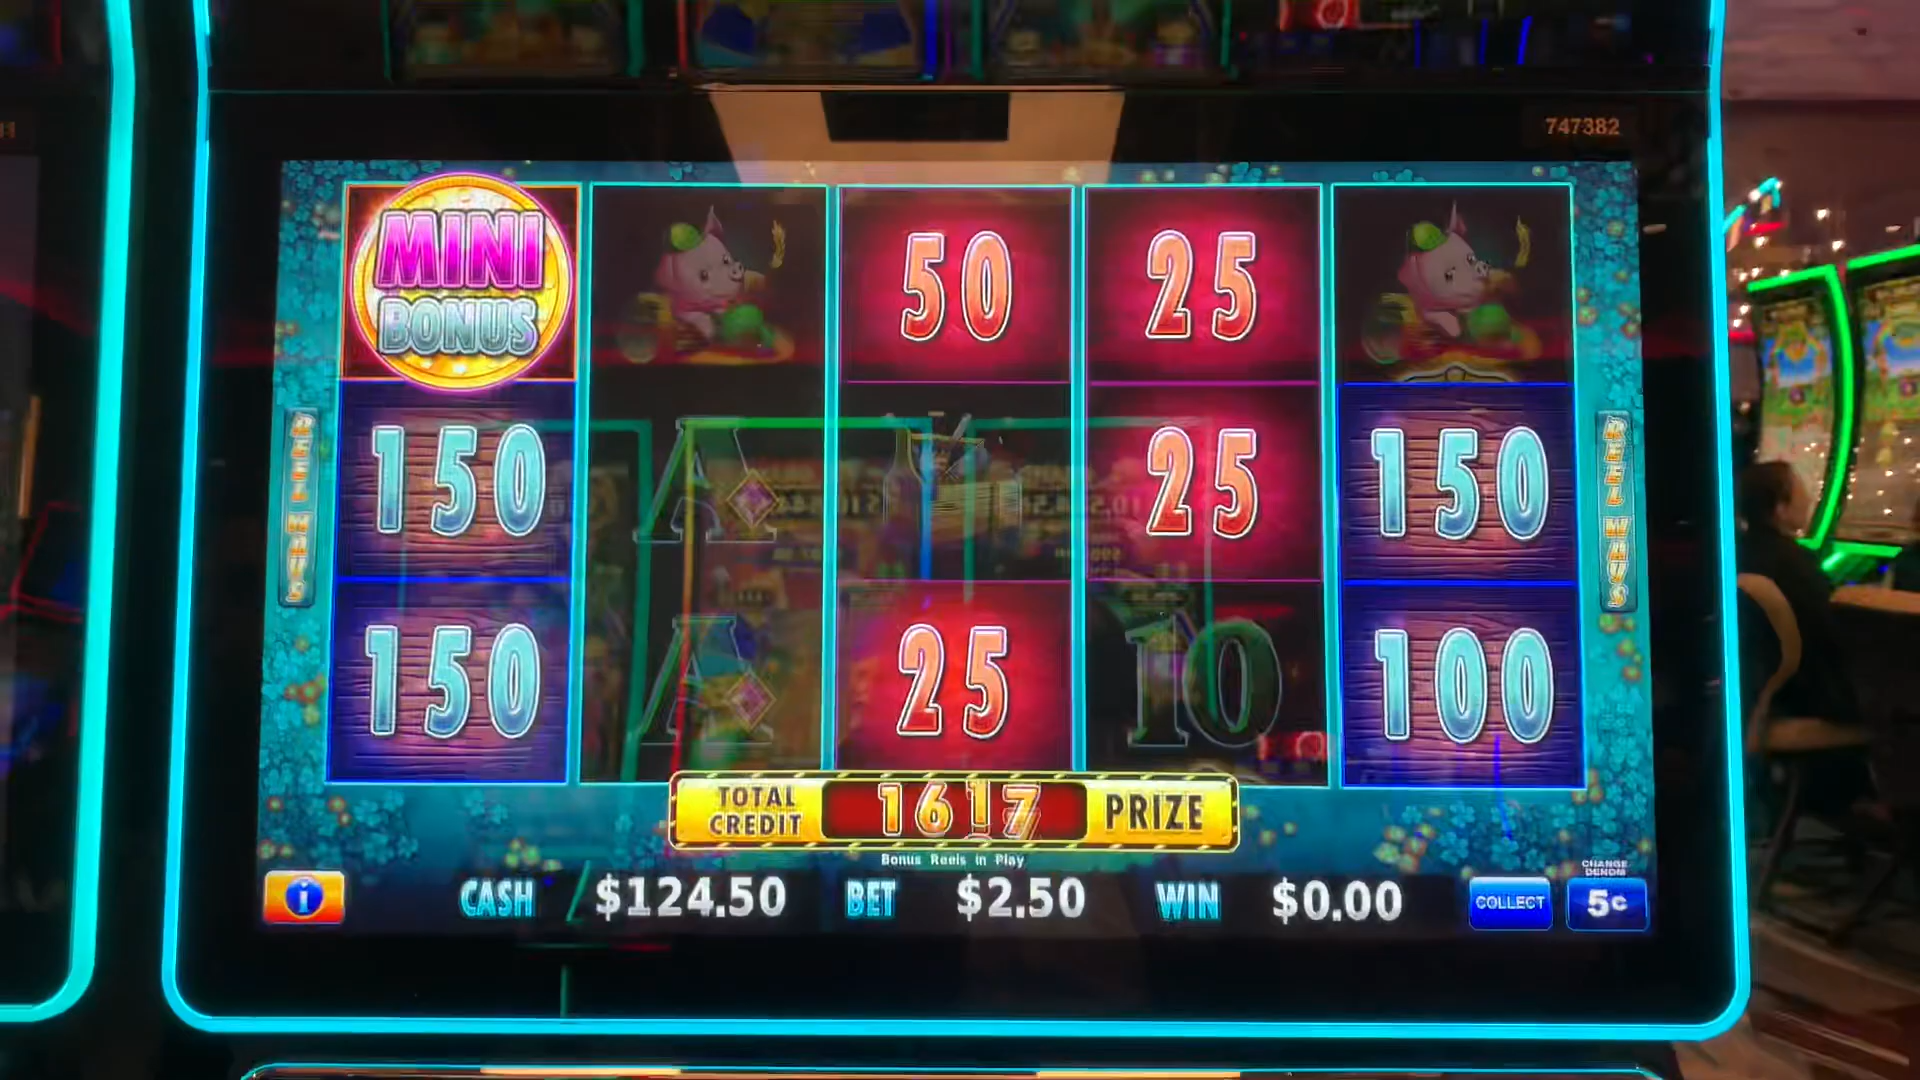 747382
MINI
BONUS
50
25
150
25
150
150
25
10
100
REEL WAYS
REEL WAYS
A
A
TOTAL
CREDIT
1617
PRIZE
Bonus Reels in Play
CASH $124.50
BET $2.50
WIN $0.00
COLLECT
CHANGE
DENOM
5¢